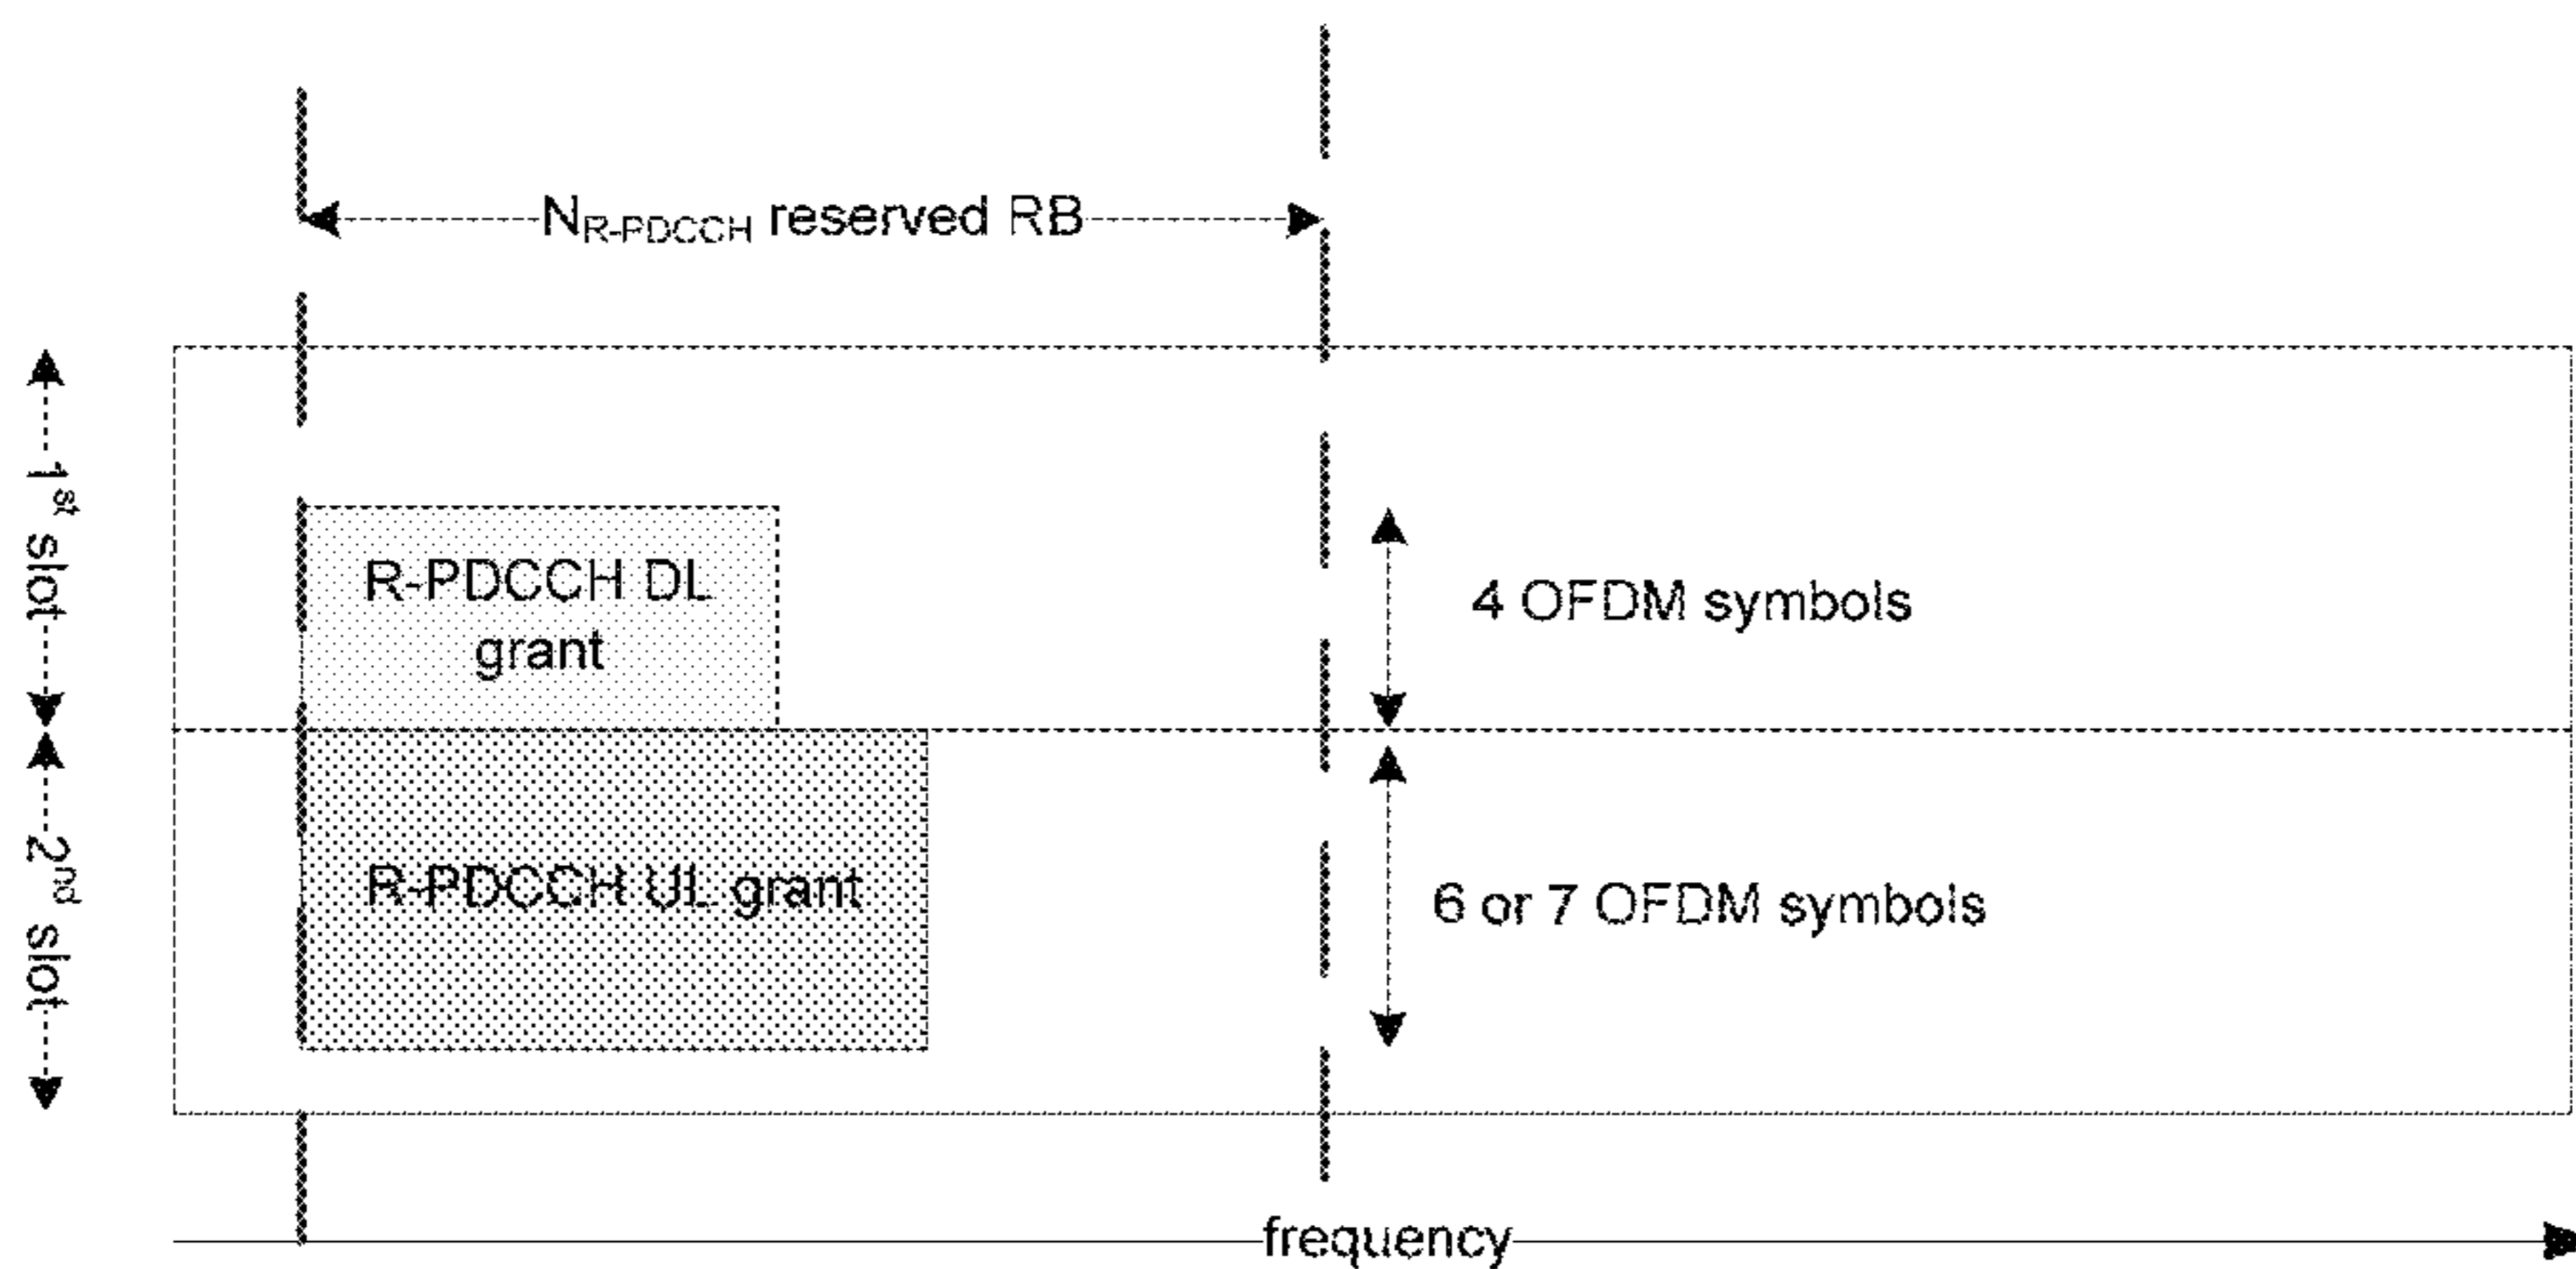 N_R-PDCCH reserved RB
1st slot
R-PDCCH DL
grant
4 OFDM symbols
2nd slot
R-PDCCH UL grant
6 or 7 OFDM symbols
frequency